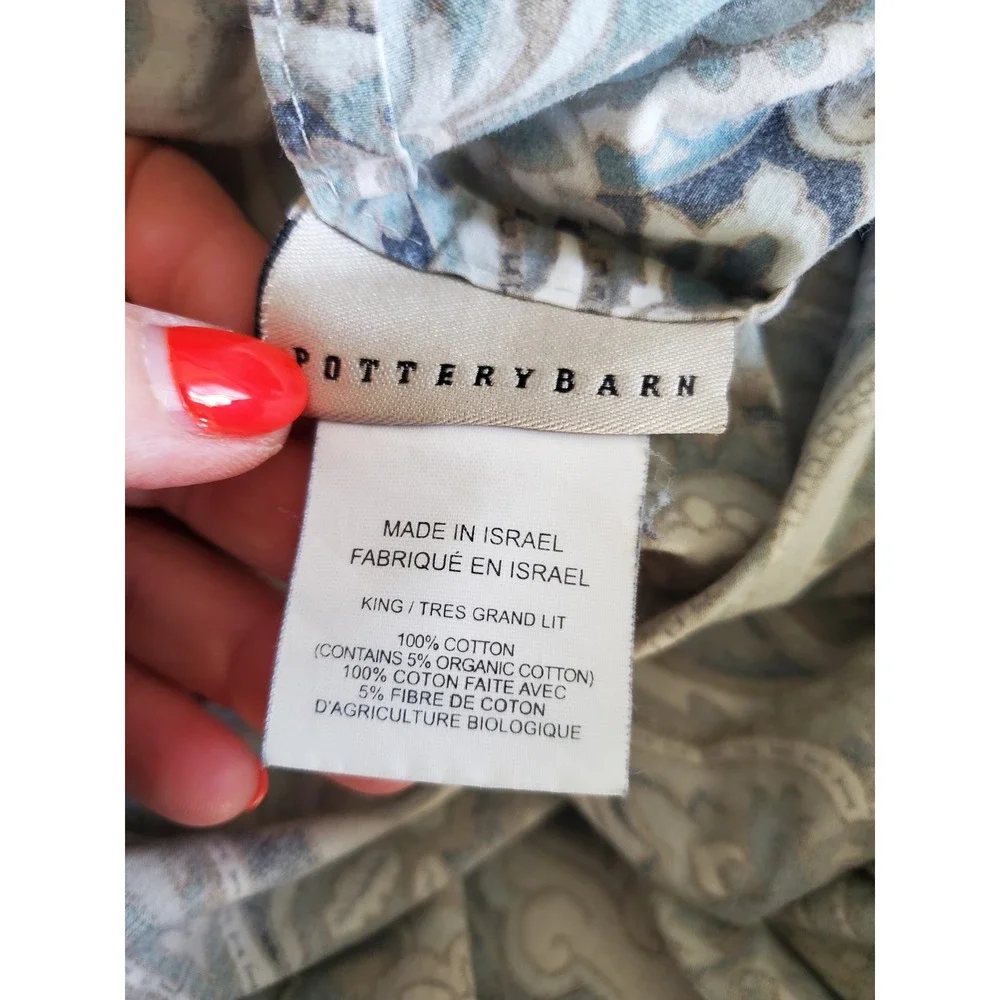 POTTERYBARN
MADE IN ISRAEL
FABRIQUÉ EN ISRAEL
KING / TRES GRAND LIT
100% COTTON
(CONTAINS 5% ORGANIC COTTON)
100% COTON FAITE AVEC
5% FIBRE DE COTON
D'AGRICULTURE BIOLOGIQUE